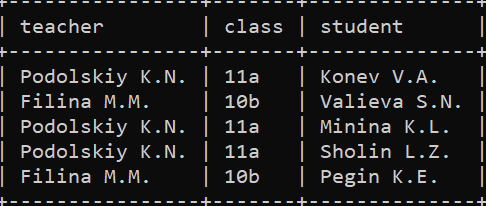 teacher | class | student
Podolskiy K.N. | 11a | Konev V.A.
Filina M.M. | 10b | Valieva S.N.
Podolskiy K.N. | 11a | Minina K.L.
Podolskiy K.N. | 11a | Sholin L.Z.
Filina M.M. | 10b | Pegin K.E.